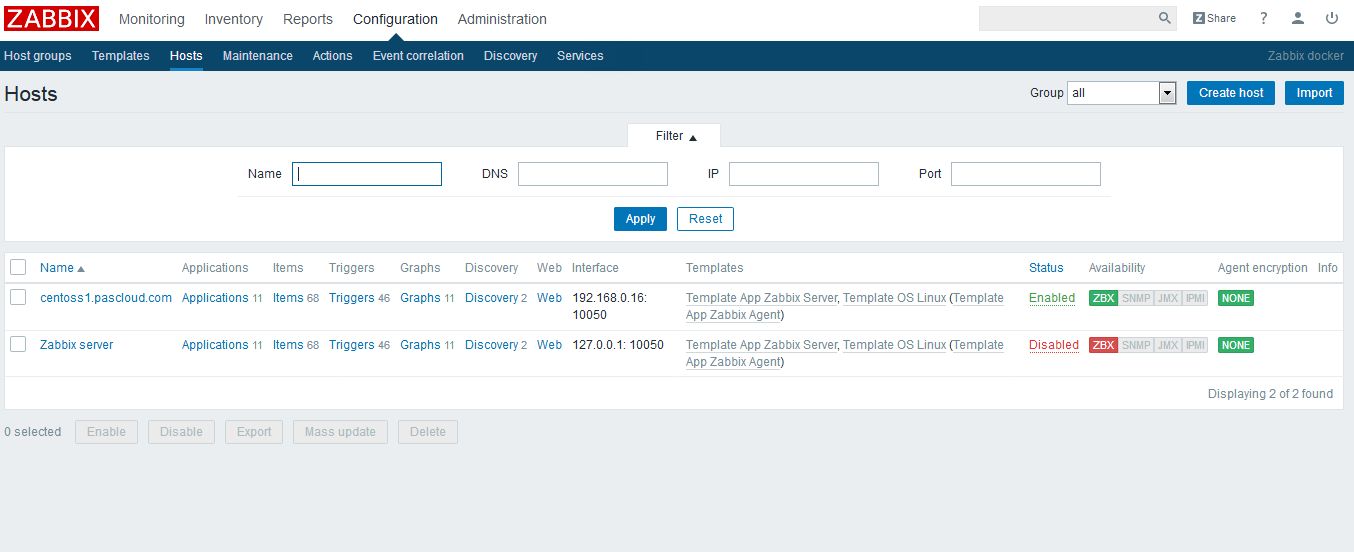 ZABBIX Monitoring Inventory Reports Configuration Administration Z Share ?
Host groups Templates Hosts Maintenance Actions Event correlation Discovery Services Zabbix docker
Hosts Group all Create host Import
Filter
Name DNS IP Port
Apply Reset
Name Applications Items Triggers Graphs Discovery Web Interface Templates Status Availability Agent encryption Info
centoss1.pascloud.com Applications 11 Items 68 Triggers 46 Graphs 11 Discovery 2 Web 192.168.0.16: Template App Zabbix Server, Template OS Linux (Template Enabled ZBX SNMP JMX IPMI NONE
10050 App Zabbix Agent)
Zabbix server Applications 11 Items 68 Triggers 46 Graphs 11 Discovery 2 Web 127.0.0.1: 10050 Template App Zabbix Server, Template OS Linux (Template Disabled ZBX SNMP JMX IPMI NONE
App Zabbix Agent)
Displaying 2 of 2 found
0 selected Enable Disable Export Mass update Delete